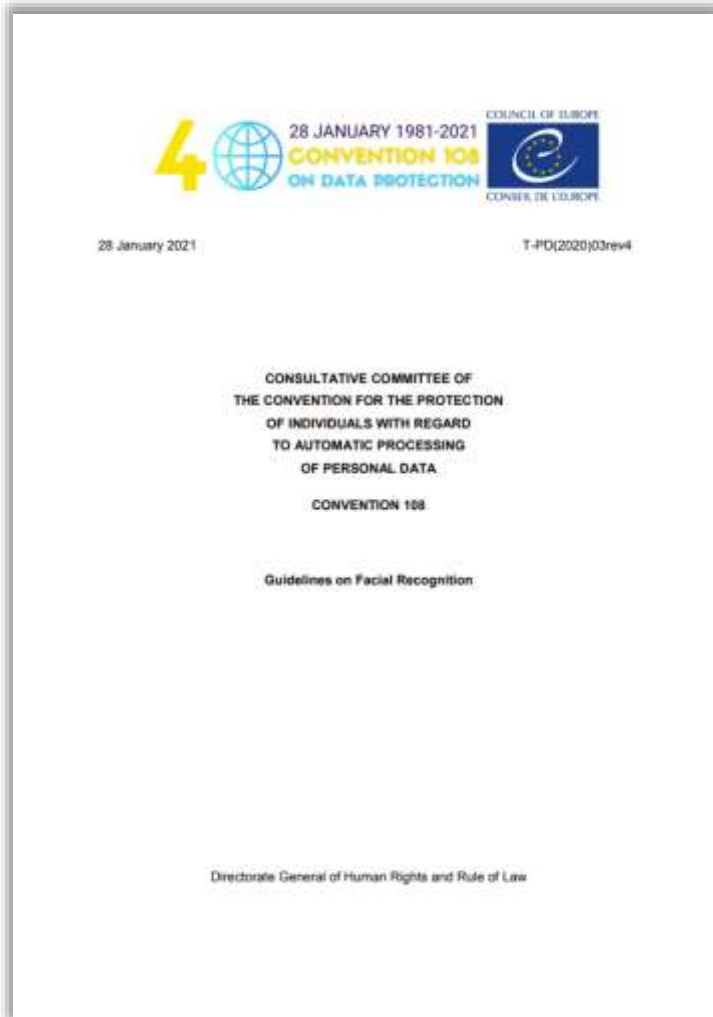 4
28 JANUARY 1981-2021
CONVENTION 108
ON DATA PROTECTION
COUNCIL OF EUROPE
CONSEIL DE L'EUROPE
28 January 2021
T-PD(2020)03rev4
CONSULTATIVE COMMITTEE OF
THE CONVENTION FOR THE PROTECTION
OF INDIVIDUALS WITH REGARD
TO AUTOMATIC PROCESSING
OF PERSONAL DATA
CONVENTION 108
Guidelines on Facial Recognition
Directorate General of Human Rights and Rule of Law